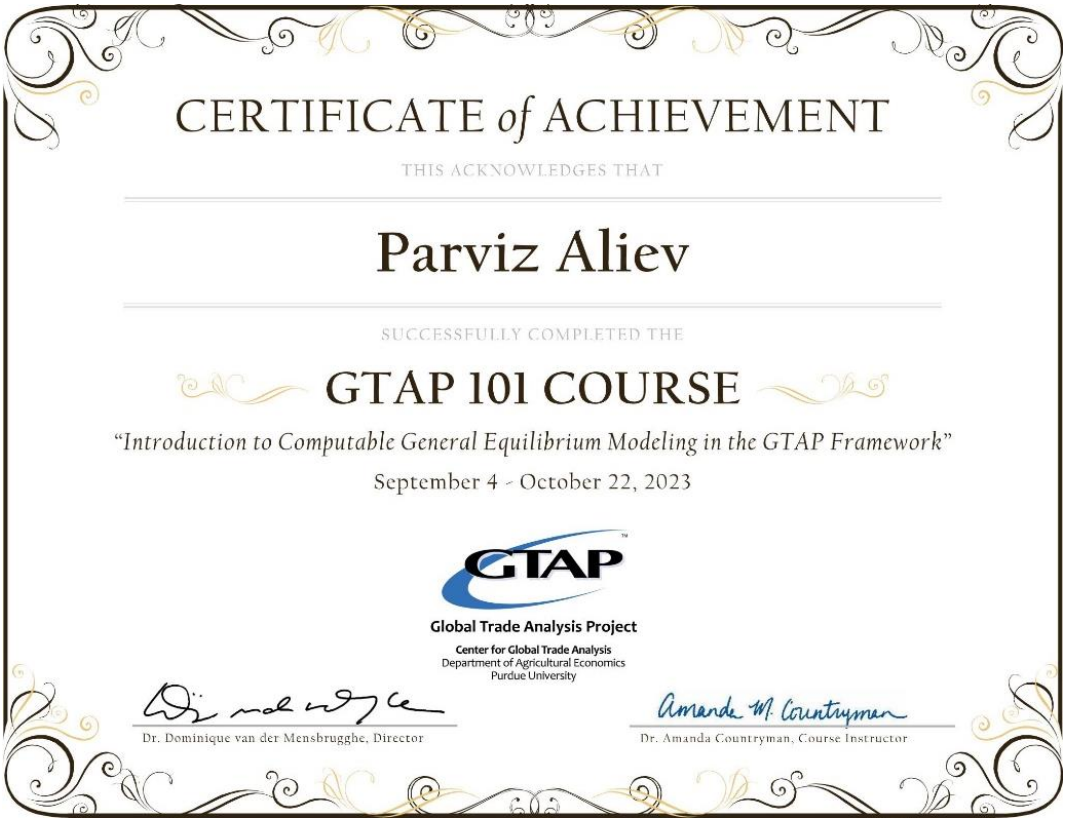 CERTIFICATE of ACHIEVEMENT
THIS ACKNOWLEDGES THAT
Parviz Aliev
SUCCESSFULLY COMPLETED THE
GTAP 101 COURSE
“Introduction to Computable General Equilibrium Modeling in the GTAP Framework”
September 4 - October 22, 2023
GTAP™
Global Trade Analysis Project
Center for Global Trade Analysis
Department of Agricultural Economics
Purdue University
Amanda M. Countryman
Dr. Dominique van der Mensbrugghe, Director
Dr. Amanda Countryman, Course Instructor